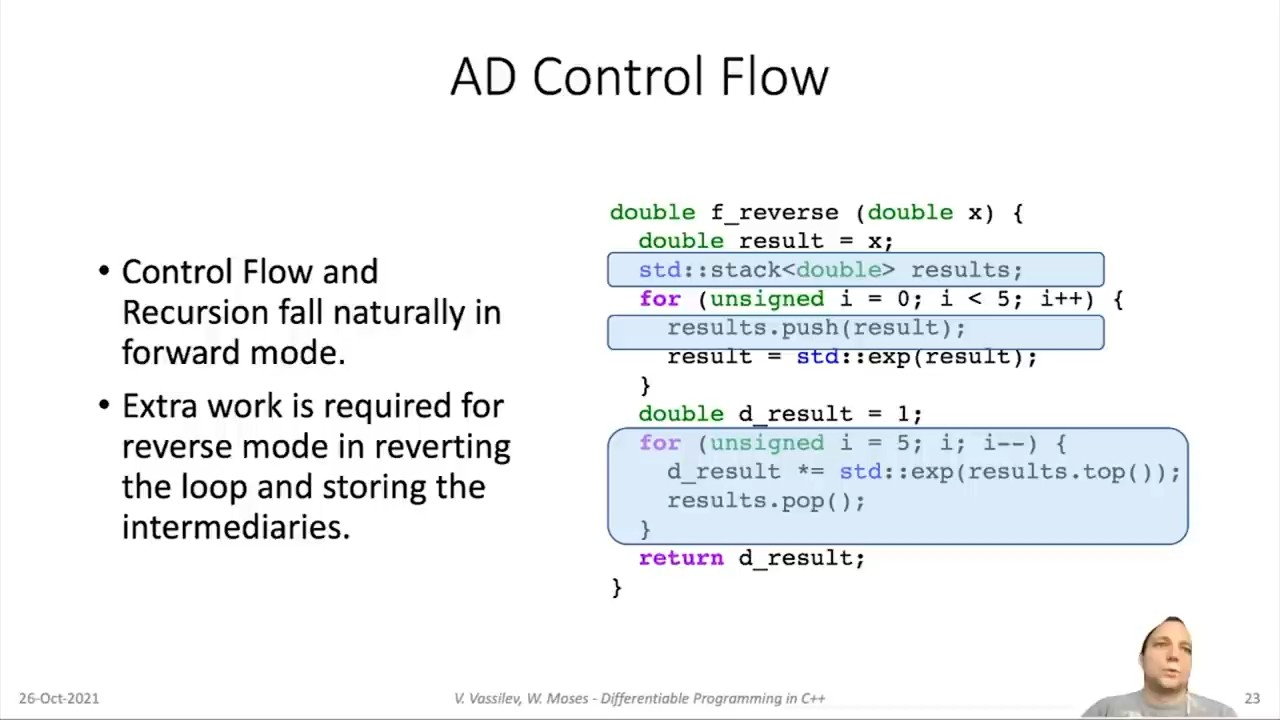 AD Control Flow
• Control Flow and
Recursion fall naturally in
forward mode.
• Extra work is required for
reverse mode in reverting
the loop and storing the
intermediaries.
double f_reverse (double x) {
  double result = x;
  std::stack<double> results;
  for (unsigned i = 0; i < 5; i++) {
    results.push(result);
    result = std::exp(result);
  }
  double d_result = 1;
  for (unsigned i = 5; i; i--) {
    d_result *= std::exp(results.top());
    results.pop();
  }
  return d_result;
}
26-Oct-2021
V. Vassilev, W. Moses - Differentiable Programming in C++
23